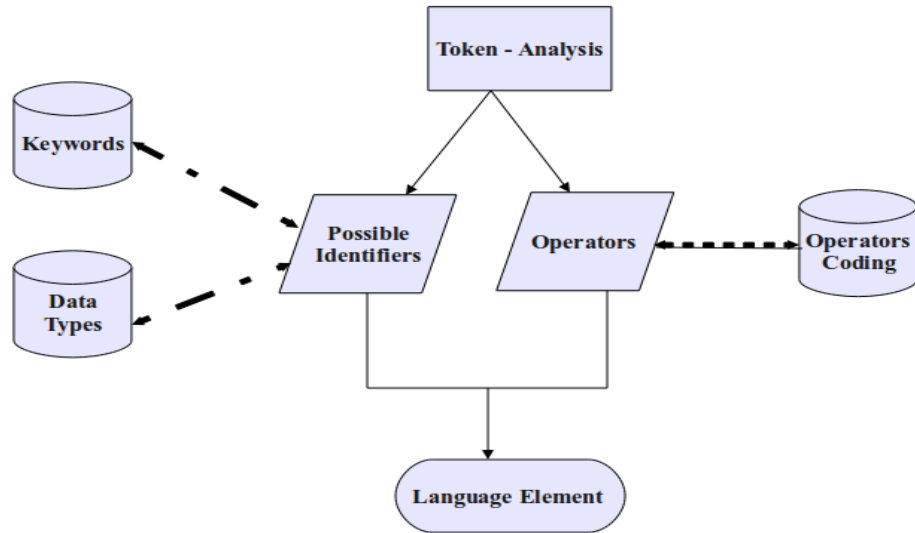 Token - Analysis
Keywords
Possible
Identifiers
Operators
Operators
Coding
Data
Types
Language Element